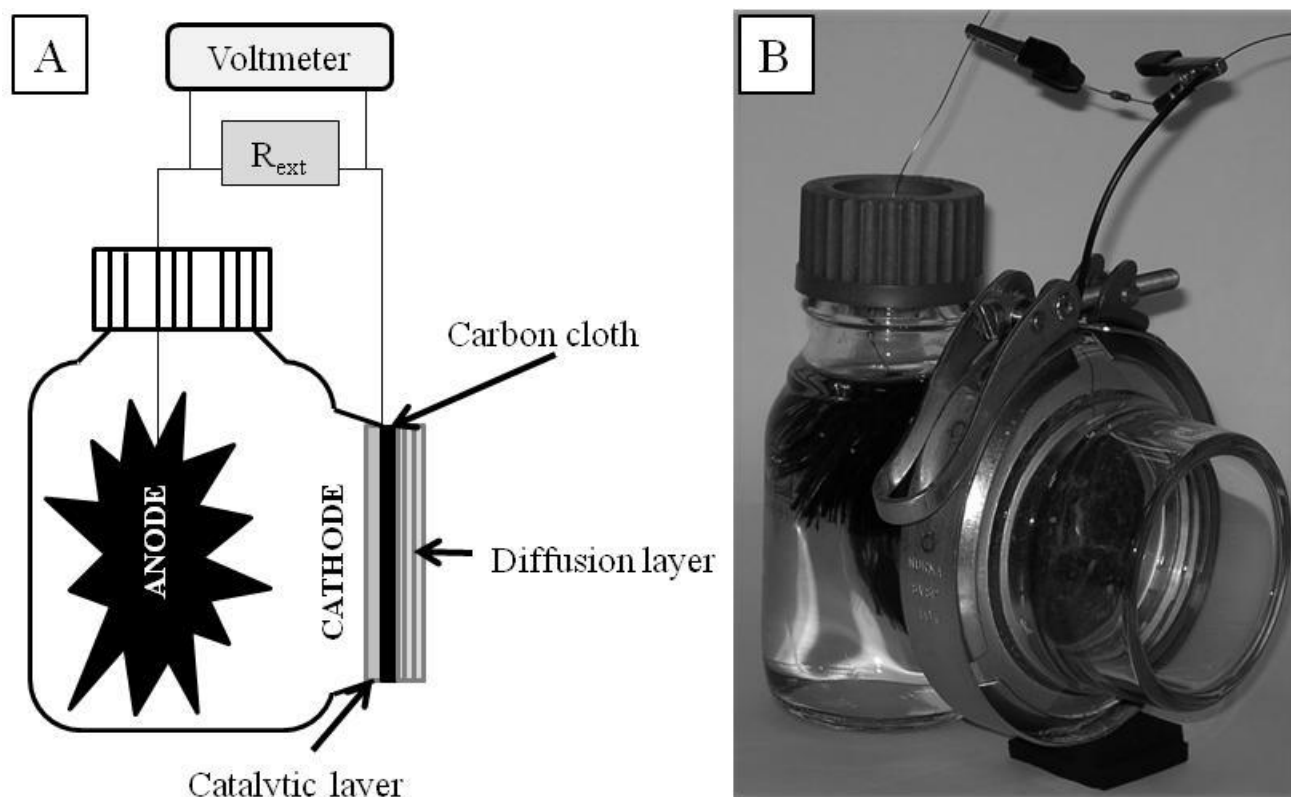 A
Voltmeter
R_ext
Carbon cloth
ANODE
CATHODE
Diffusion layer
Catalytic layer
B